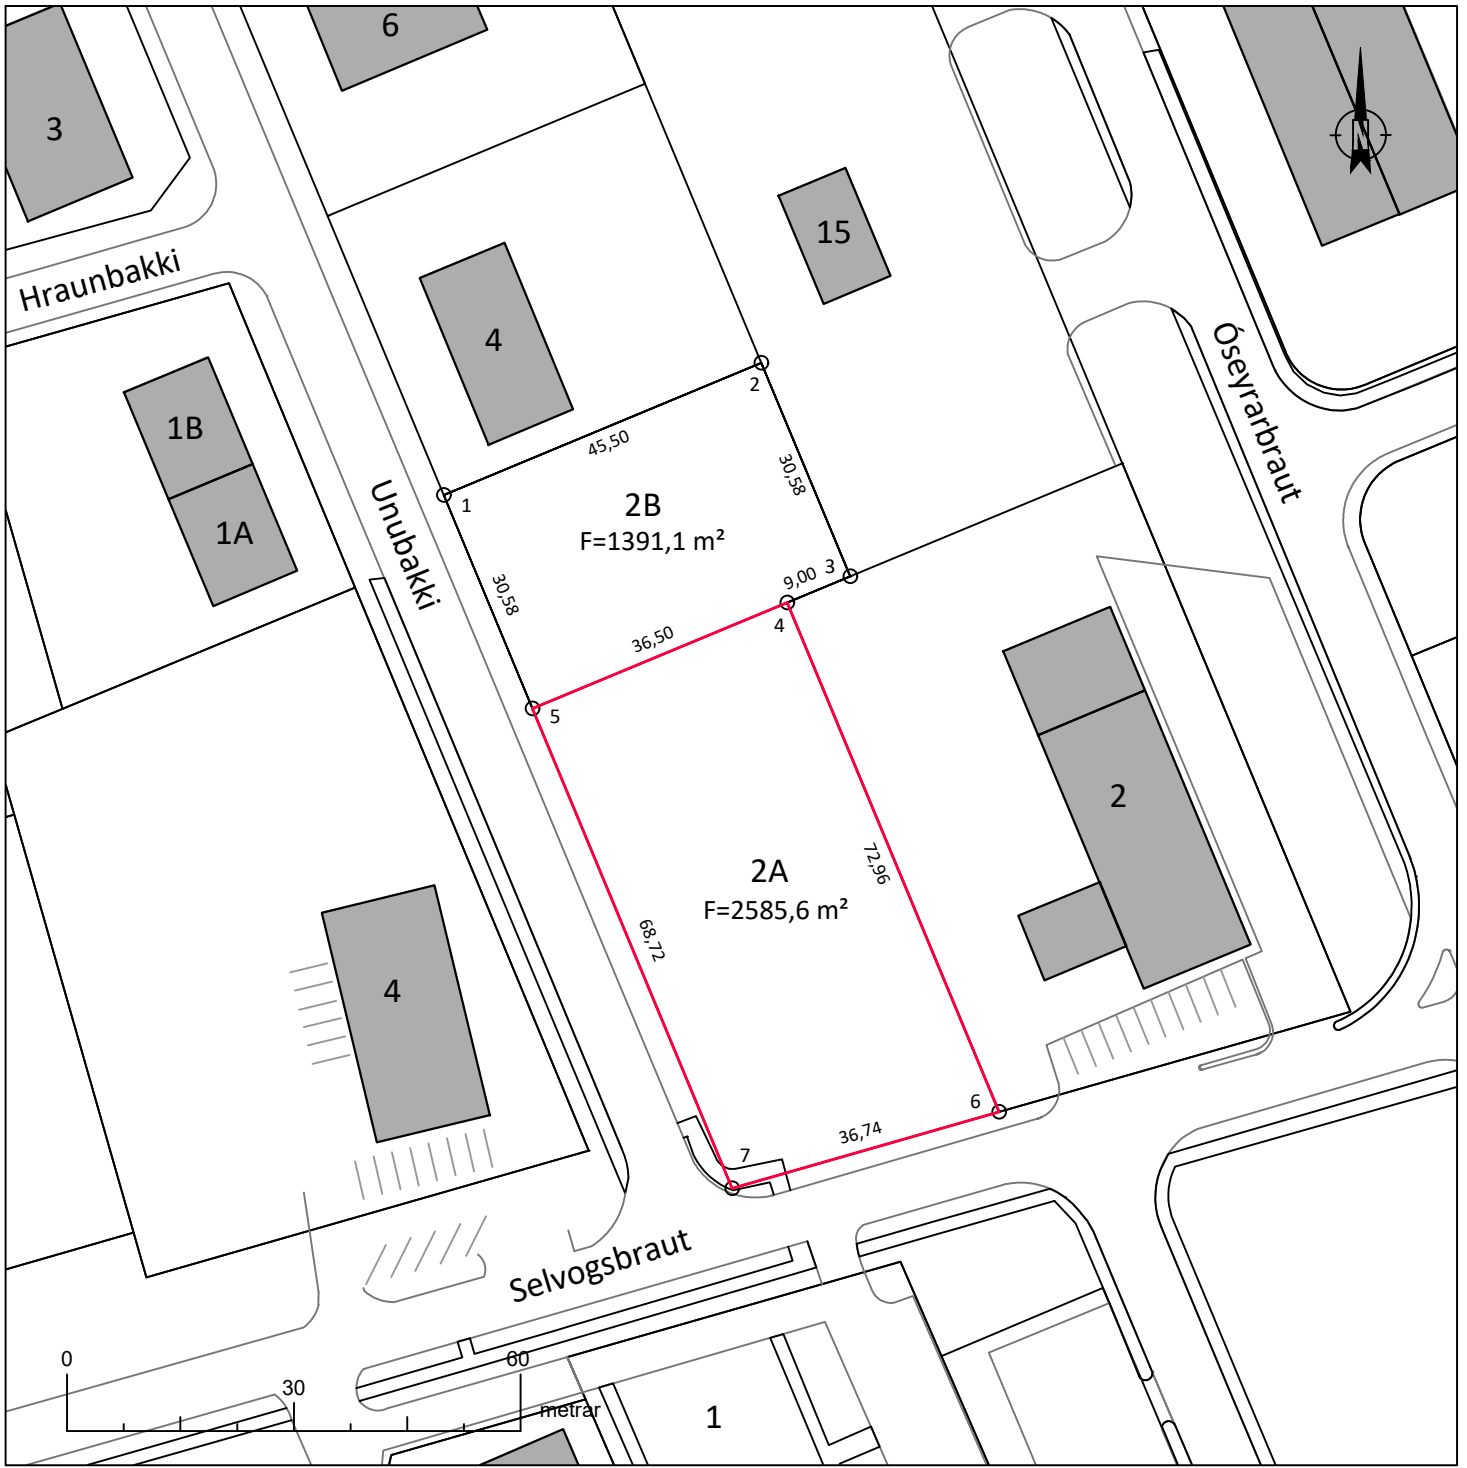 6
3
N
15
Hraunbakki
4
Óseyrarbraut
2
1B
45,50
30,58
1
2B
1A
Unubakki
F=1391,1 m²
3
9,00
30,58
4
36,50
5
2
72,96
2A
F=2585,6 m²
68,72
4
6
36,74
7
Selvogsbraut
0
60
30
metrar
1